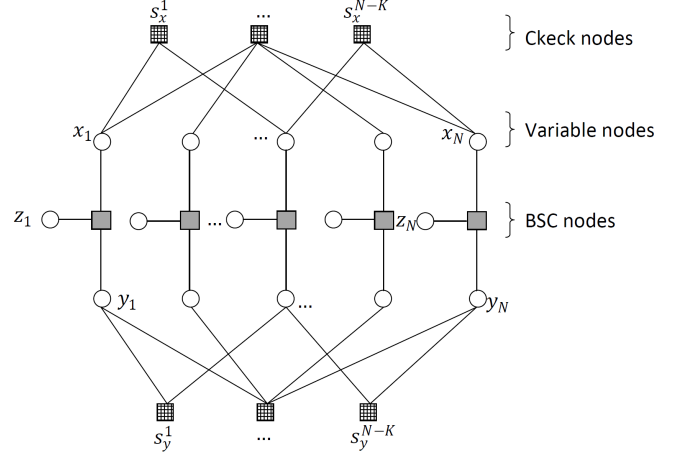 s_x^1 ... s_x^{N−K} Ckeck nodes
x_1 ... x_N Variable nodes
z_1 ... z_N BSC nodes
y_1 ... y_N
s_y^1 ... s_y^{N−K}